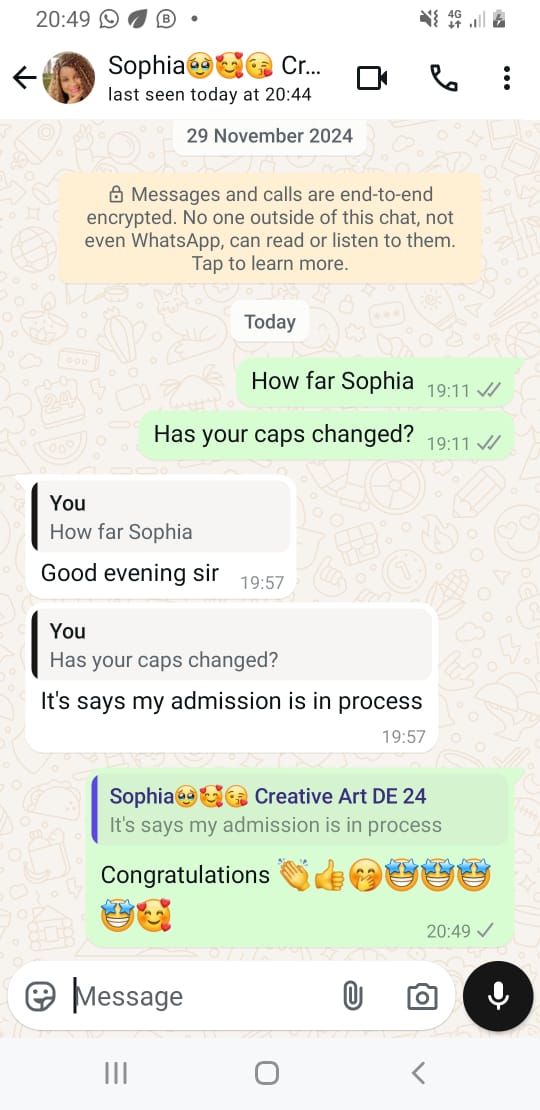 20:49
4G
Sophia🥹🥰😘 Cr...
last seen today at 20:44
29 November 2024
Messages and calls are end-to-end
encrypted. No one outside of this chat, not
even WhatsApp, can read or listen to them.
Tap to learn more.
Today
How far Sophia 19:11
Has your caps changed? 19:11
You
How far Sophia
Good evening sir 19:57
You
Has your caps changed?
It's says my admission is in process
19:57
Sophia🥹🥰😘 Creative Art DE 24
It's says my admission is in process
Congratulations 👏👍🤭🤩🤩🤩
🤩🥰 20:49
Message